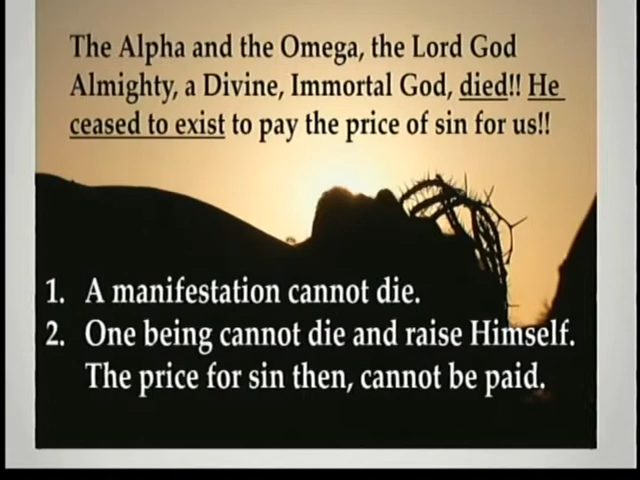 The Alpha and the Omega, the Lord God
Almighty, a Divine, Immortal God, died!! He
ceased to exist to pay the price of sin for us!!
1. A manifestation cannot die.
2. One being cannot die and raise Himself.
The price for sin then, cannot be paid.